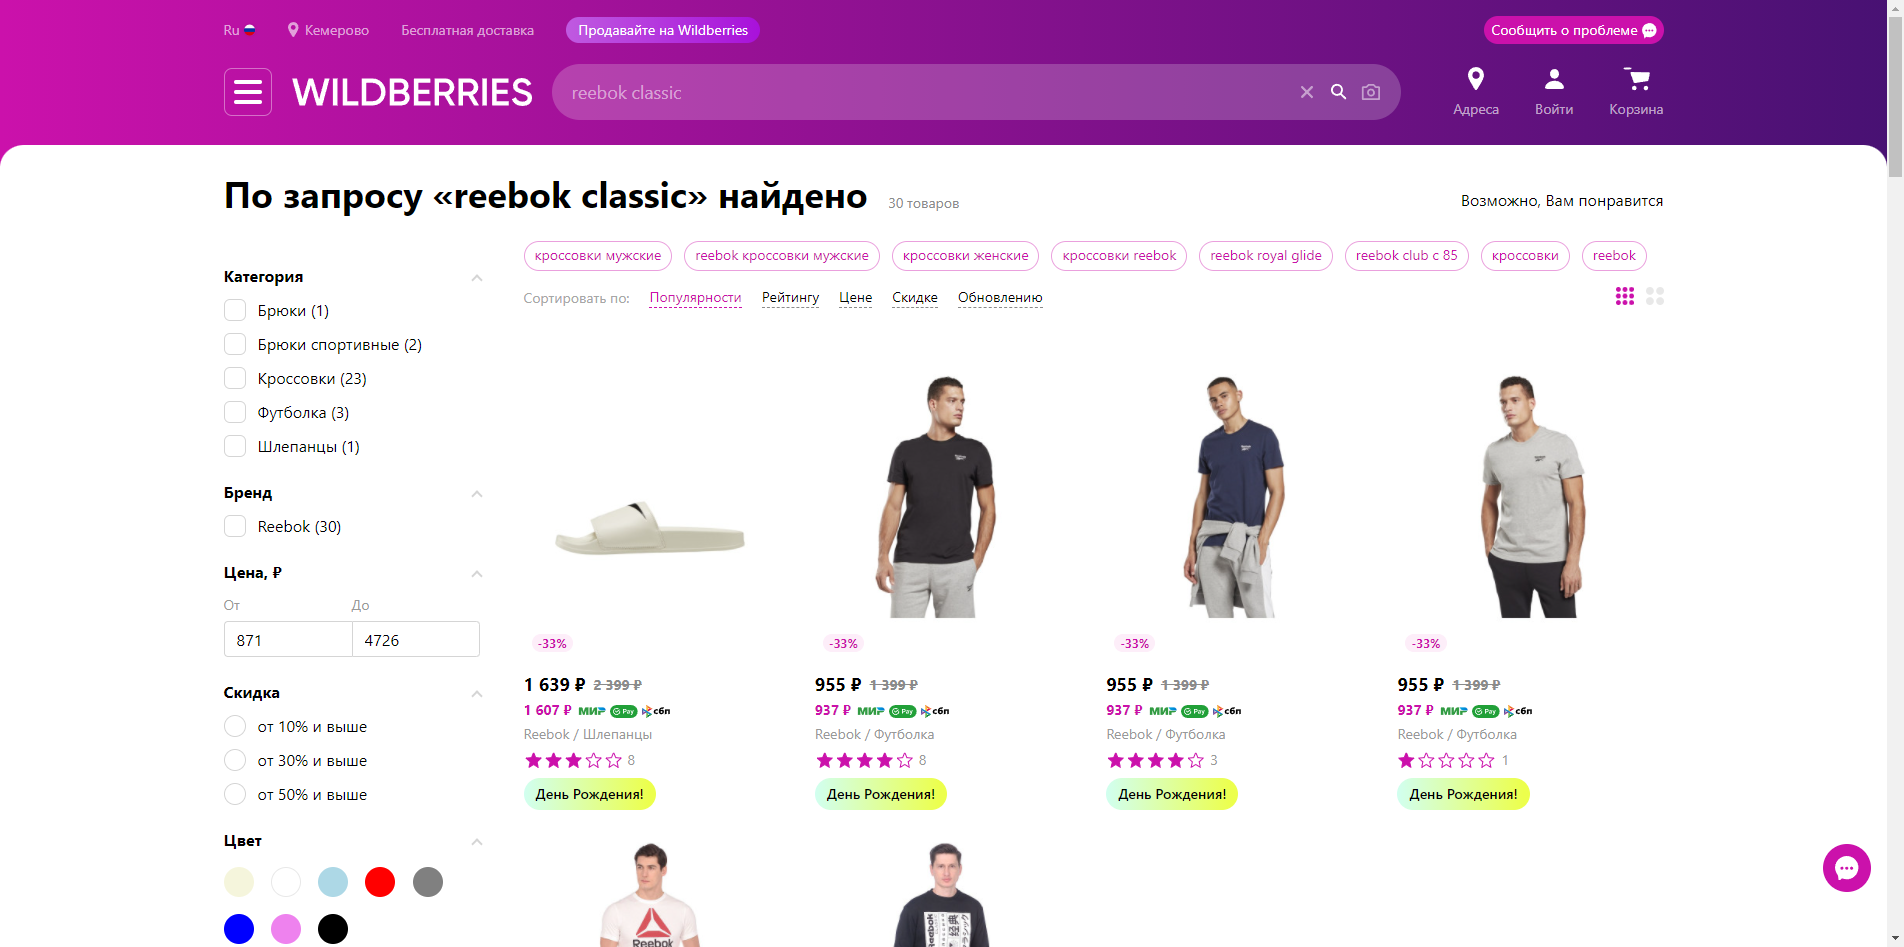 Ru
Кемерово
Бесплатная доставка
Продавайте на Wildberries
Сообщить о проблеме
WILDBERRIES
reebok classic
Адреса
Войти
Корзина
По запросу «reebok classic» найдено
30 товаров
Возможно, Вам понравится
кроссовки мужские
reebok кроссовки мужские
кроссовки женские
кроссовки reebok
reebok royal glide
reebok club c 85
кроссовки
reebok
Сортировать по:
Популярности
Рейтингу
Цене
Скидке
Обновлению
Категория
Брюки (1)
Брюки спортивные (2)
Кроссовки (23)
Футболка (3)
Шлепанцы (1)
Бренд
Reebok (30)
Цена, ₽
От
До
871
4726
Скидка
от 10% и выше
от 30% и выше
от 50% и выше
Цвет
-33%
1 639 ₽ 2 399 ₽
1 607 ₽ МИР Pay сбп
Reebok / Шлепанцы
8
День Рождения!
-33%
955 ₽ 1 399 ₽
937 ₽ МИР Pay сбп
Reebok / Футболка
8
День Рождения!
-33%
955 ₽ 1 399 ₽
937 ₽ МИР Pay сбп
Reebok / Футболка
3
День Рождения!
-33%
955 ₽ 1 399 ₽
937 ₽ МИР Pay сбп
Reebok / Футболка
1
День Рождения!
Reebok
Reebok